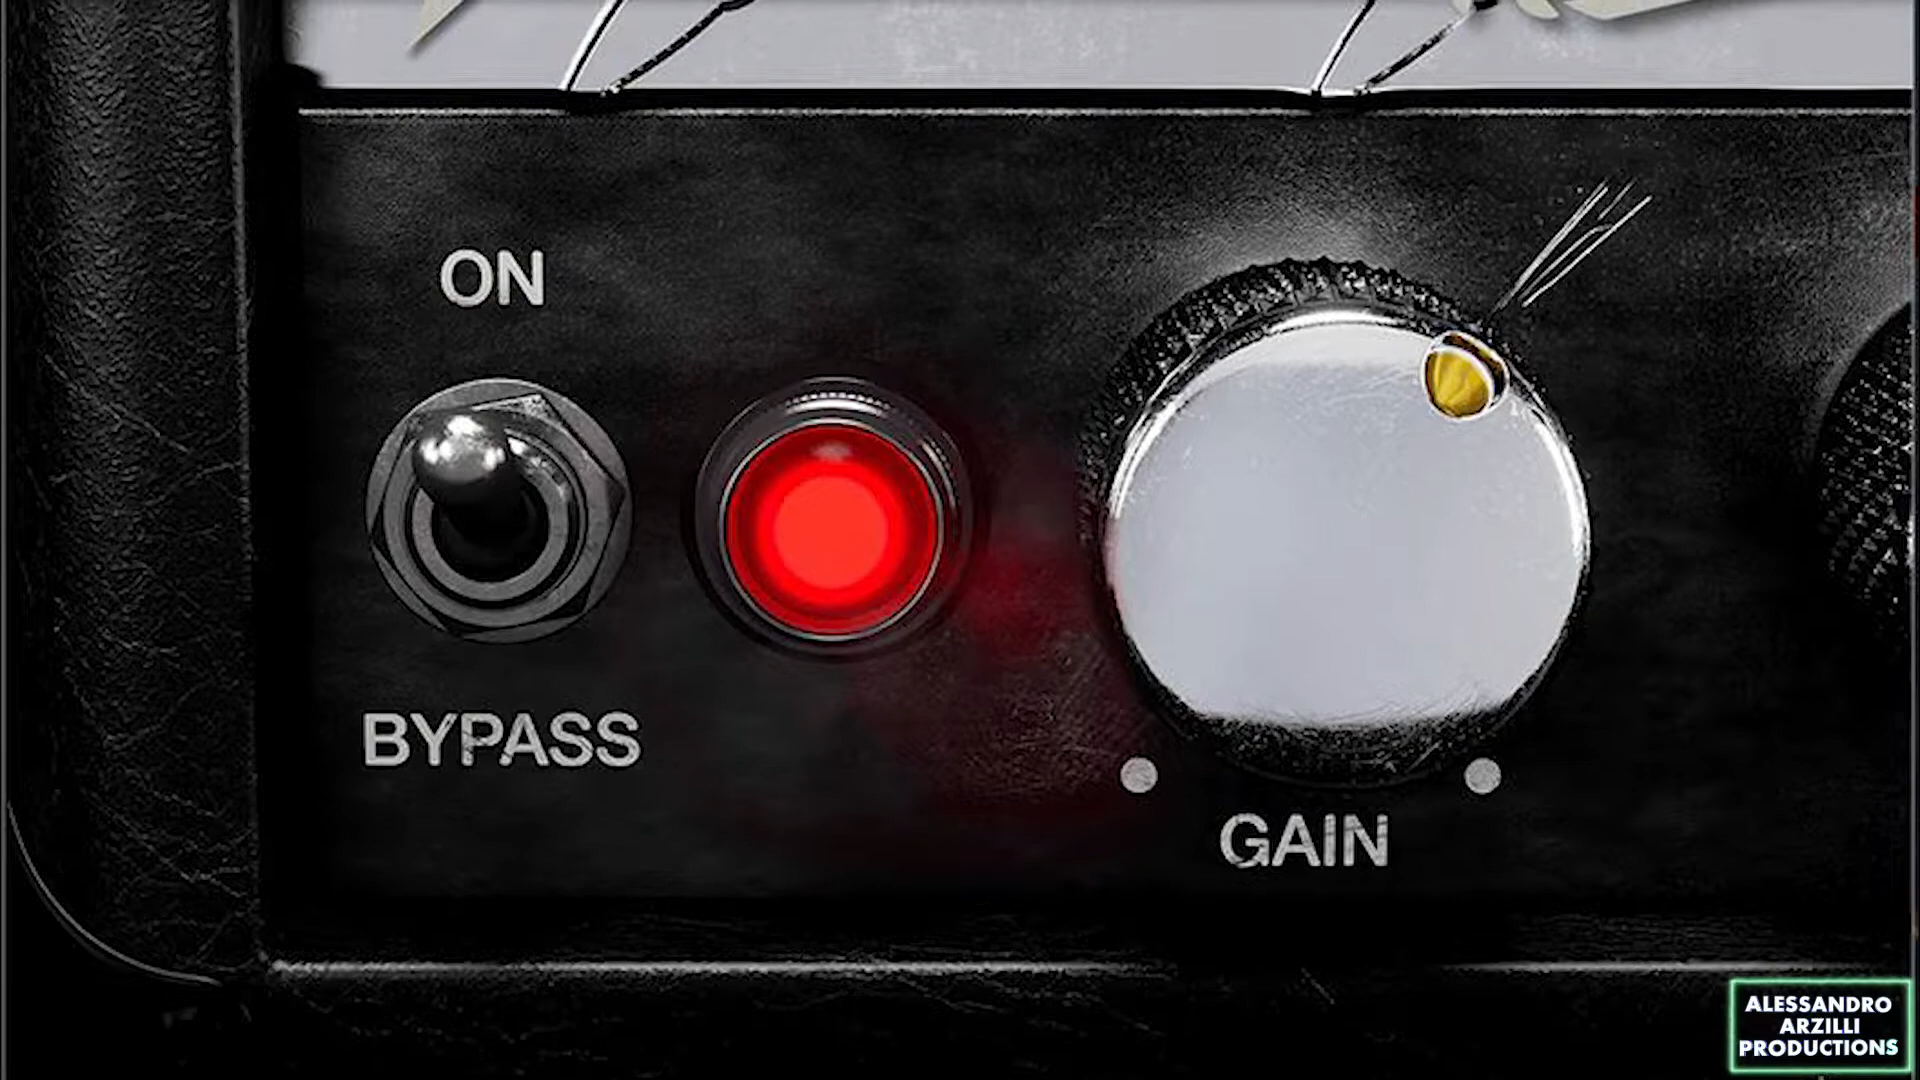 ON
BYPASS
GAIN
ALESSANDRO
ARZILLI
PRODUCTIONS